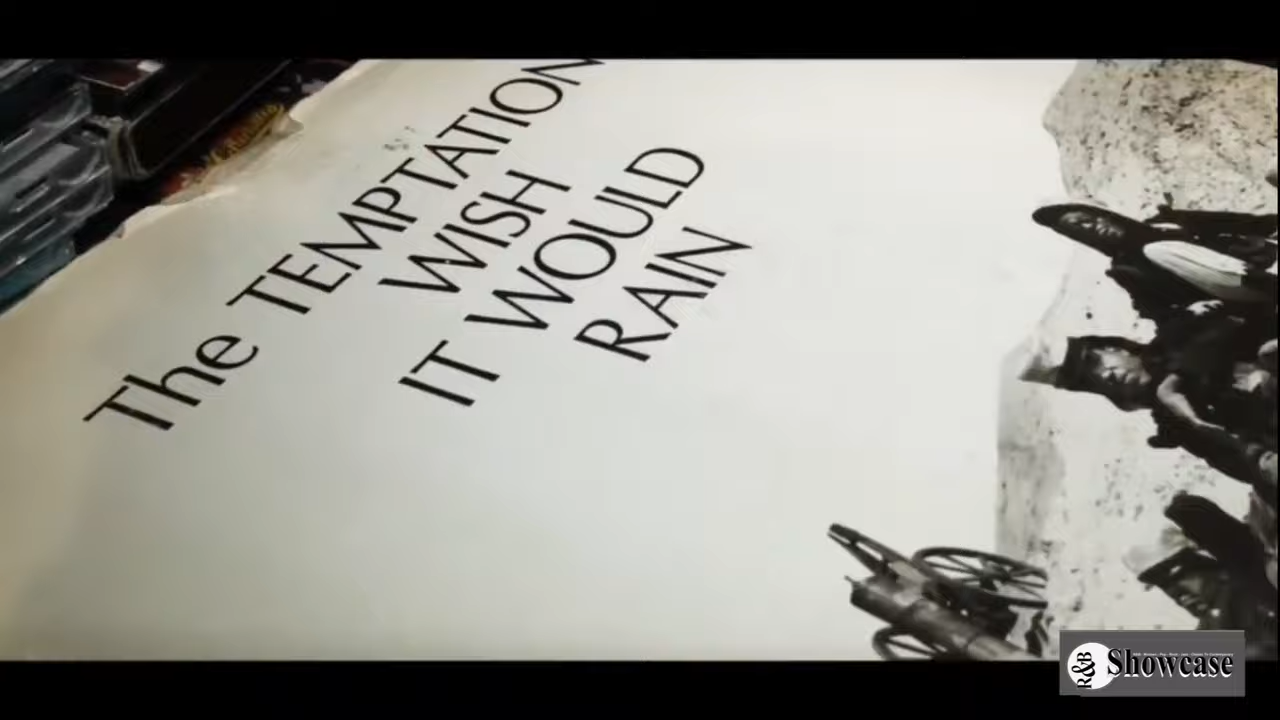 The TEMPTATION
WISH
IT WOULD
RAIN
R&B
Showcase